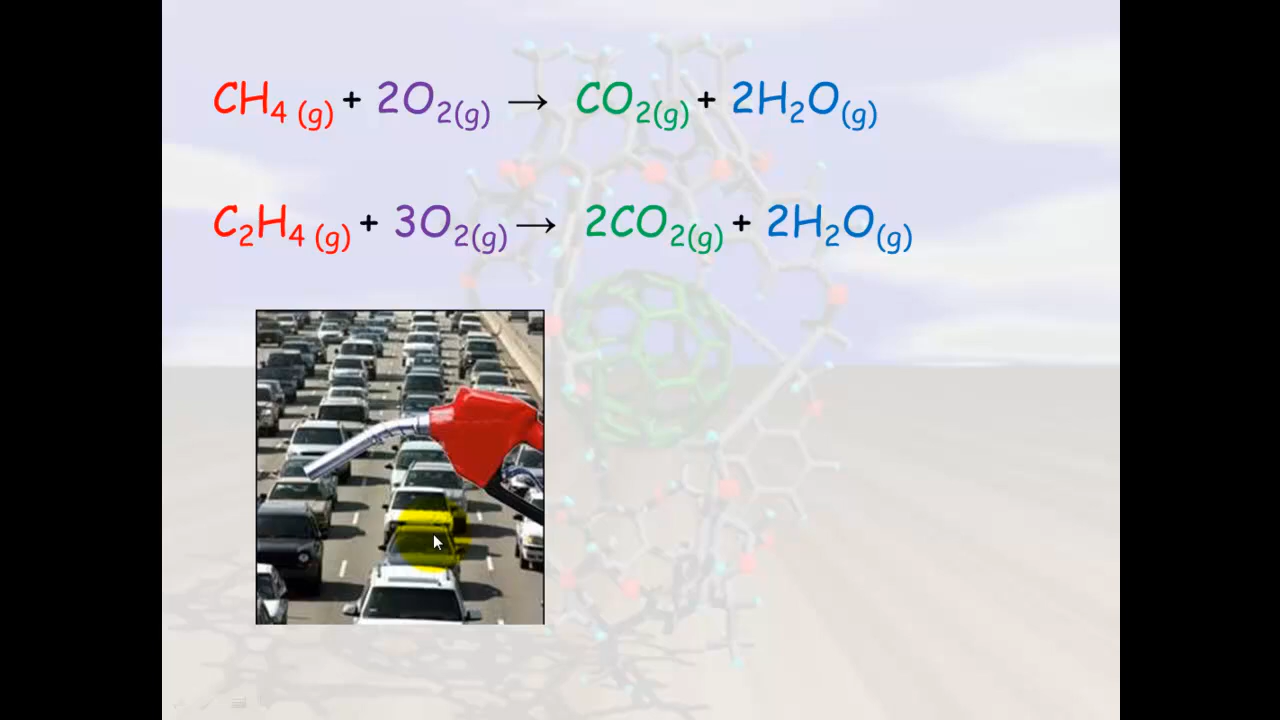 CH₄ (g) + 2O₂(g) → CO₂(g) + 2H₂O(g)
C₂H₄ (g) + 3O₂(g) → 2CO₂(g) + 2H₂O(g)